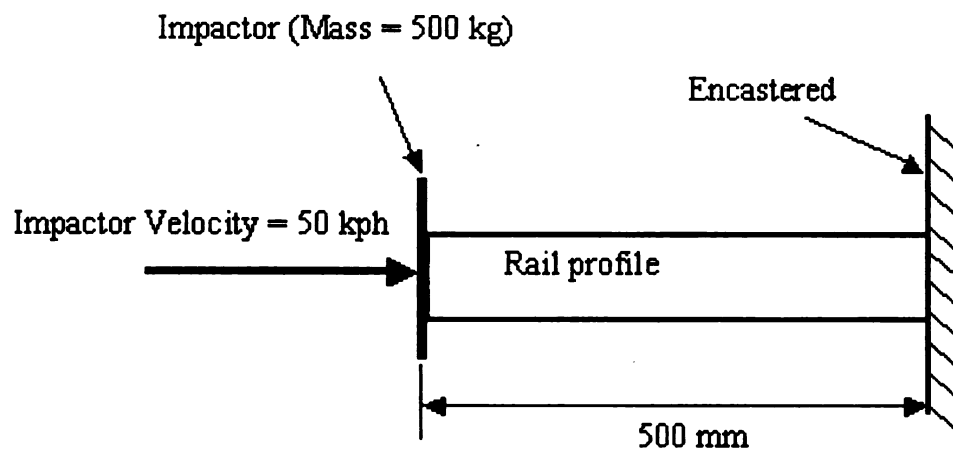 Impactor (Mass = 500 kg)
Encastered
Impactor Velocity = 50 kph
Rail profile
500 mm